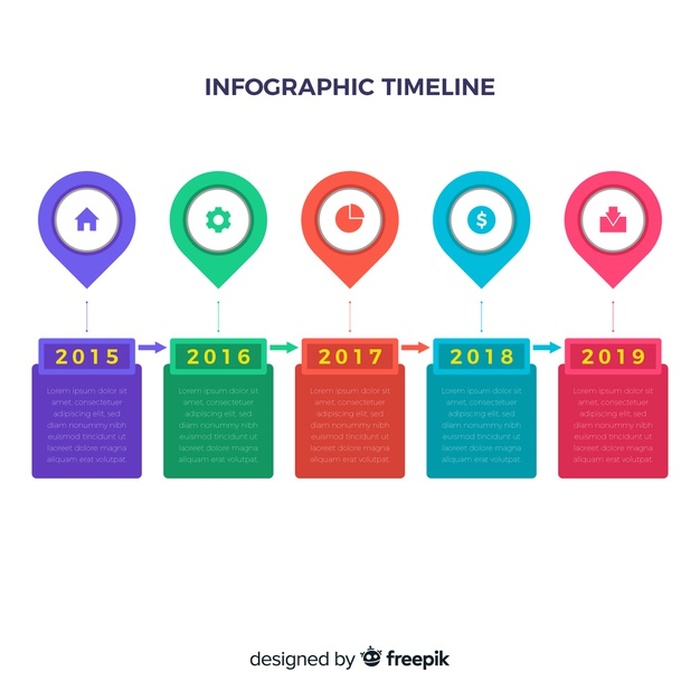 INFOGRAPHIC TIMELINE
2015
2016
2017
2018
2019
Lorem ipsum dolor sit
amet, consectetuer
adipiscing elit, sed
diam nonummy nibh
euismod tincidunt ut
laoreet dolore magna
aliquam erat volutpat.
Lorem ipsum dolor sit
amet, consectetuer
adipiscing elit, sed
diam nonummy nibh
euismod tincidunt ut
laoreet dolore magna
aliquam erat volutpat.
Lorem ipsum dolor sit
amet, consectetuer
adipiscing elit, sed
diam nonummy nibh
euismod tincidunt ut
laoreet dolore magna
aliquam erat volutpat.
Lorem ipsum dolor sit
amet, consectetuer
adipiscing elit, sed
diam nonummy nibh
euismod tincidunt ut
laoreet dolore magna
aliquam erat volutpat.
Lorem ipsum dolor sit
amet, consectetuer
adipiscing elit, sed
diam nonummy nibh
euismod tincidunt ut
laoreet dolore magna
aliquam erat volutpat.
designed by freepik